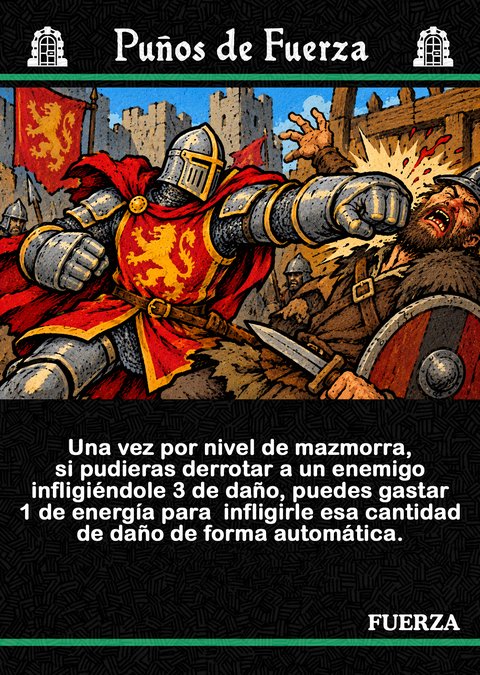 Puños de Fuerza
Una vez por nivel de mazmorra,
si pudieras derrotar a un enemigo
infligiéndole 3 de daño, puedes gastar
1 de energía para  infligirle esa cantidad
de daño de forma automática.
FUERZA